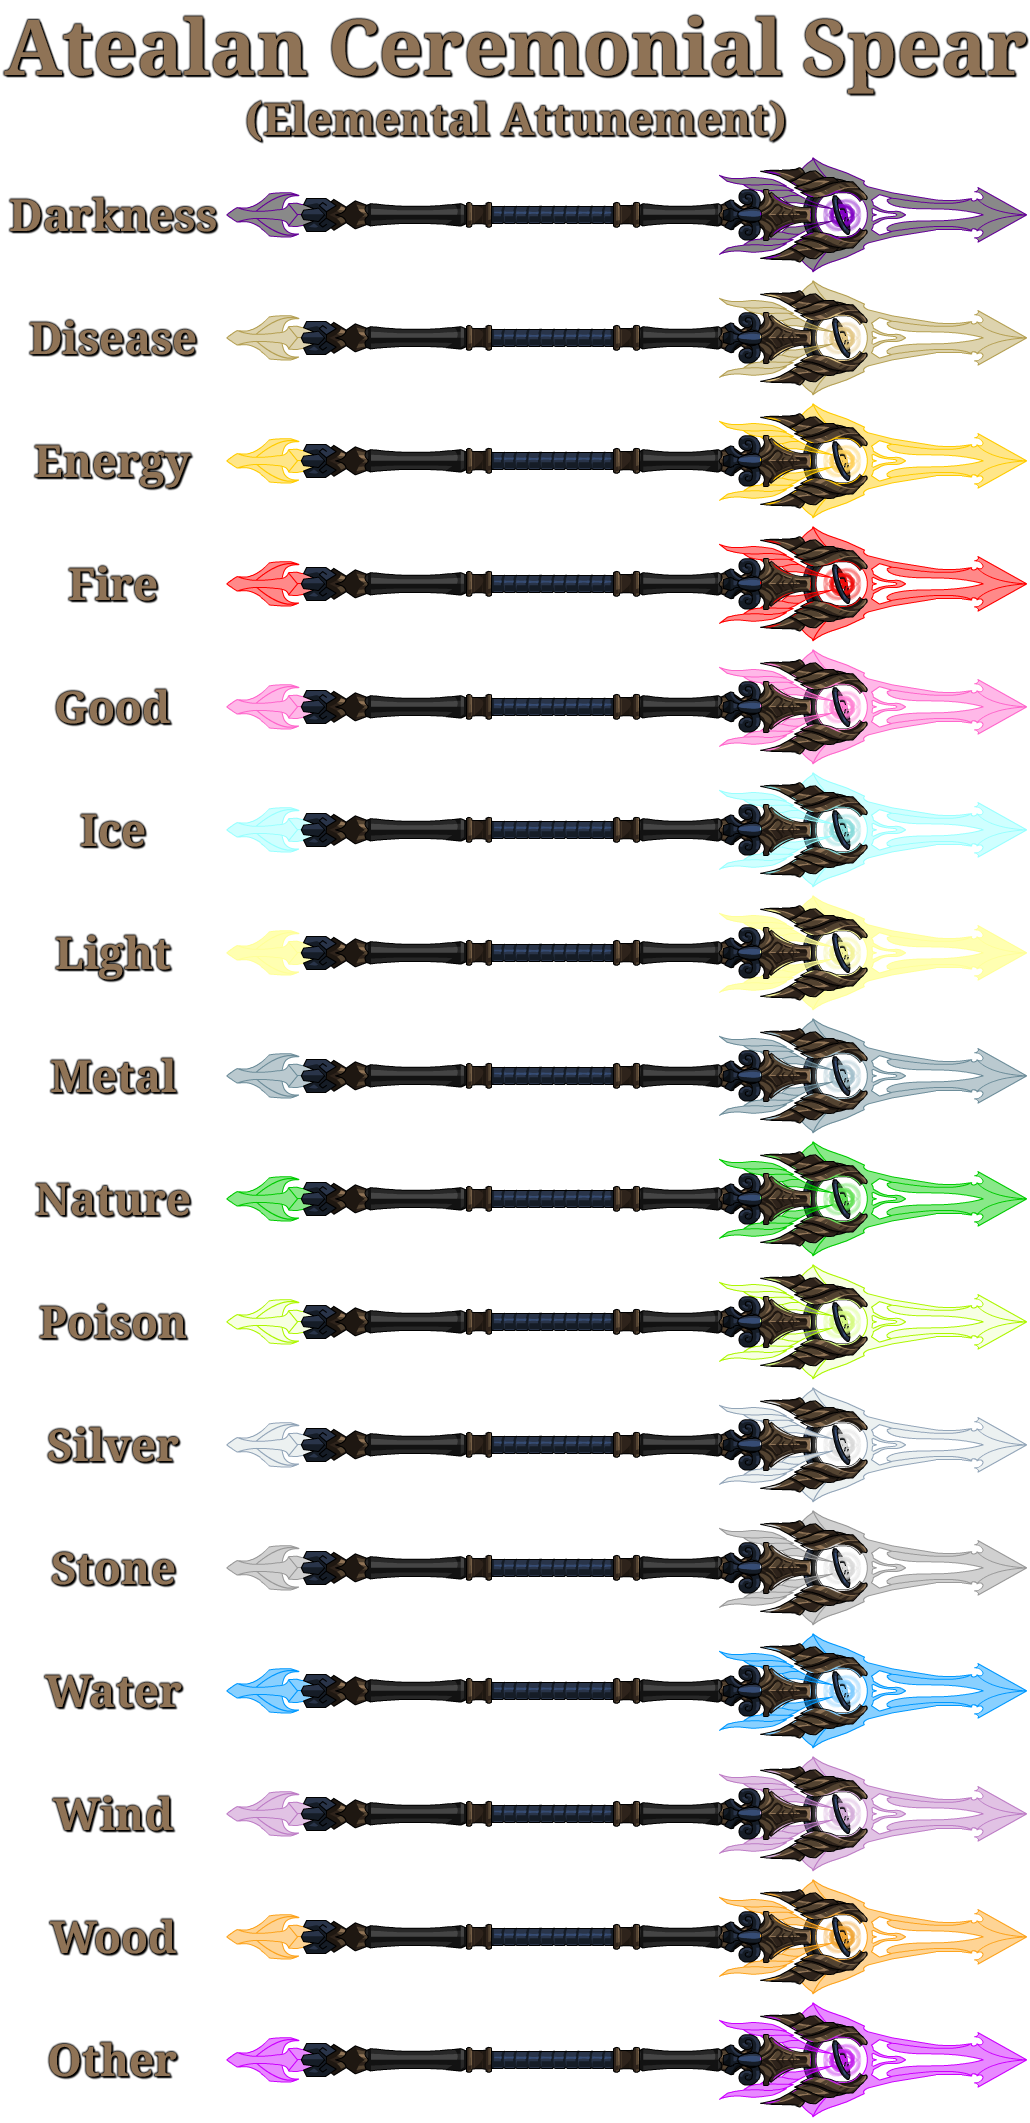 Atealan Ceremonial Spear
(Elemental Attunement)
Darkness
Disease
Energy
Fire
Good
Ice
Light
Metal
Nature
Poison
Silver
Stone
Water
Wind
Wood
Other